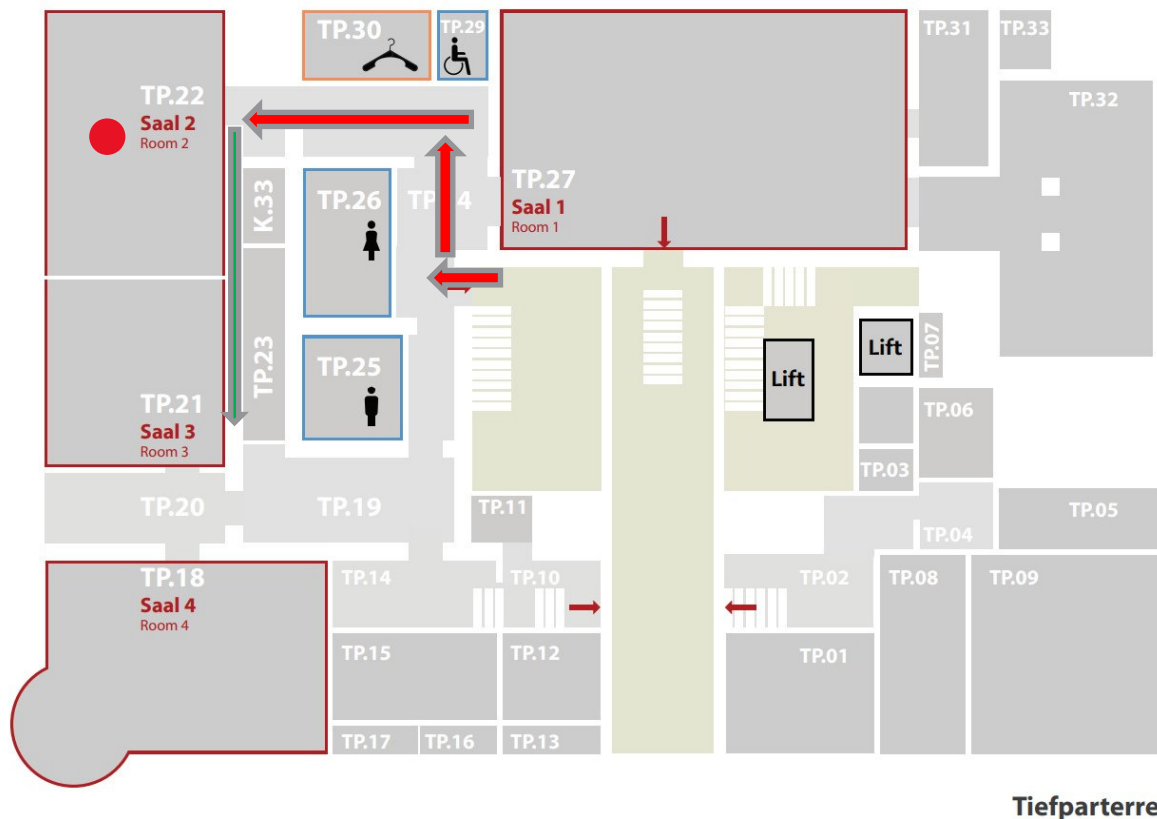 TP.30
TP.29
TP.31
TP.33
TP.22
Saal 2
Room 2
TP.32
TP.27
Saal 1
Room 1
K.33
TP.26
TP.23
TP.25
Lift
Lift
TP.07
TP.21
Saal 3
Room 3
TP.06
TP.03
TP.20
TP.19
TP.11
TP.05
TP.04
TP.18
Saal 4
Room 4
TP.14
TP.10
TP.02
TP.08
TP.09
TP.15
TP.12
TP.01
TP.17
TP.16
TP.13
Tiefparterre